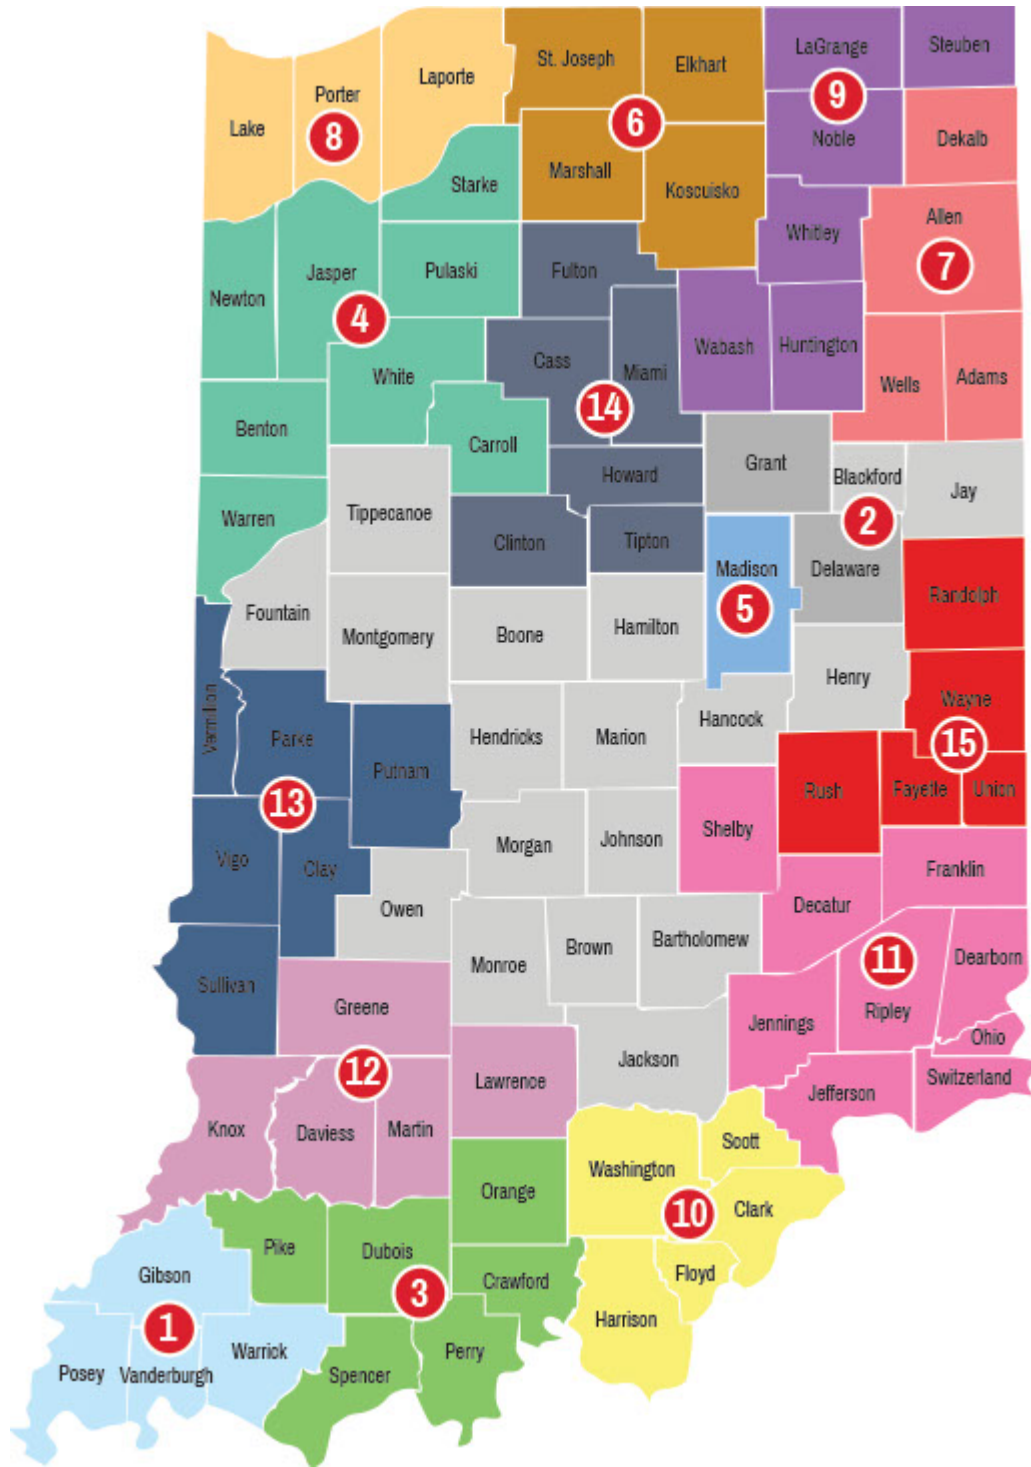 St. Joseph
Elkhart
LaGrange
Steuben
Laporte
Porter
Lake
8
6
9
Noble
Dekalb
Marshall
Starke
Koscuisko
Whitley
Allen
7
Newton
Jasper
Pulaski
Fulton
4
White
Cass
Miami
Wabash
Huntington
Wells
Adams
14
Benton
Carroll
Howard
Grant
Blackford
Jay
Warren
Tippecanoe
Clinton
Tipton
2
Madison
Delaware
5
Randolph
Fountain
Montgomery
Boone
Hamilton
Henry
Wayne
Vermillion
Parke
Putnam
Hendricks
Marion
Hancock
15
13
Rush
Fayette
Union
Vigo
Clay
Morgan
Johnson
Shelby
Franklin
Owen
Decatur
Monroe
Brown
Bartholomew
11
Dearborn
Sullivan
Greene
Jennings
Ripley
Ohio
12
Lawrence
Jackson
Jefferson
Switzerland
Knox
Daviess
Martin
Washington
Scott
Orange
10
Clark
Pike
Dubois
Gibson
3
Crawford
Floyd
1
Harrison
Posey
Vanderburgh
Warrick
Spencer
Perry